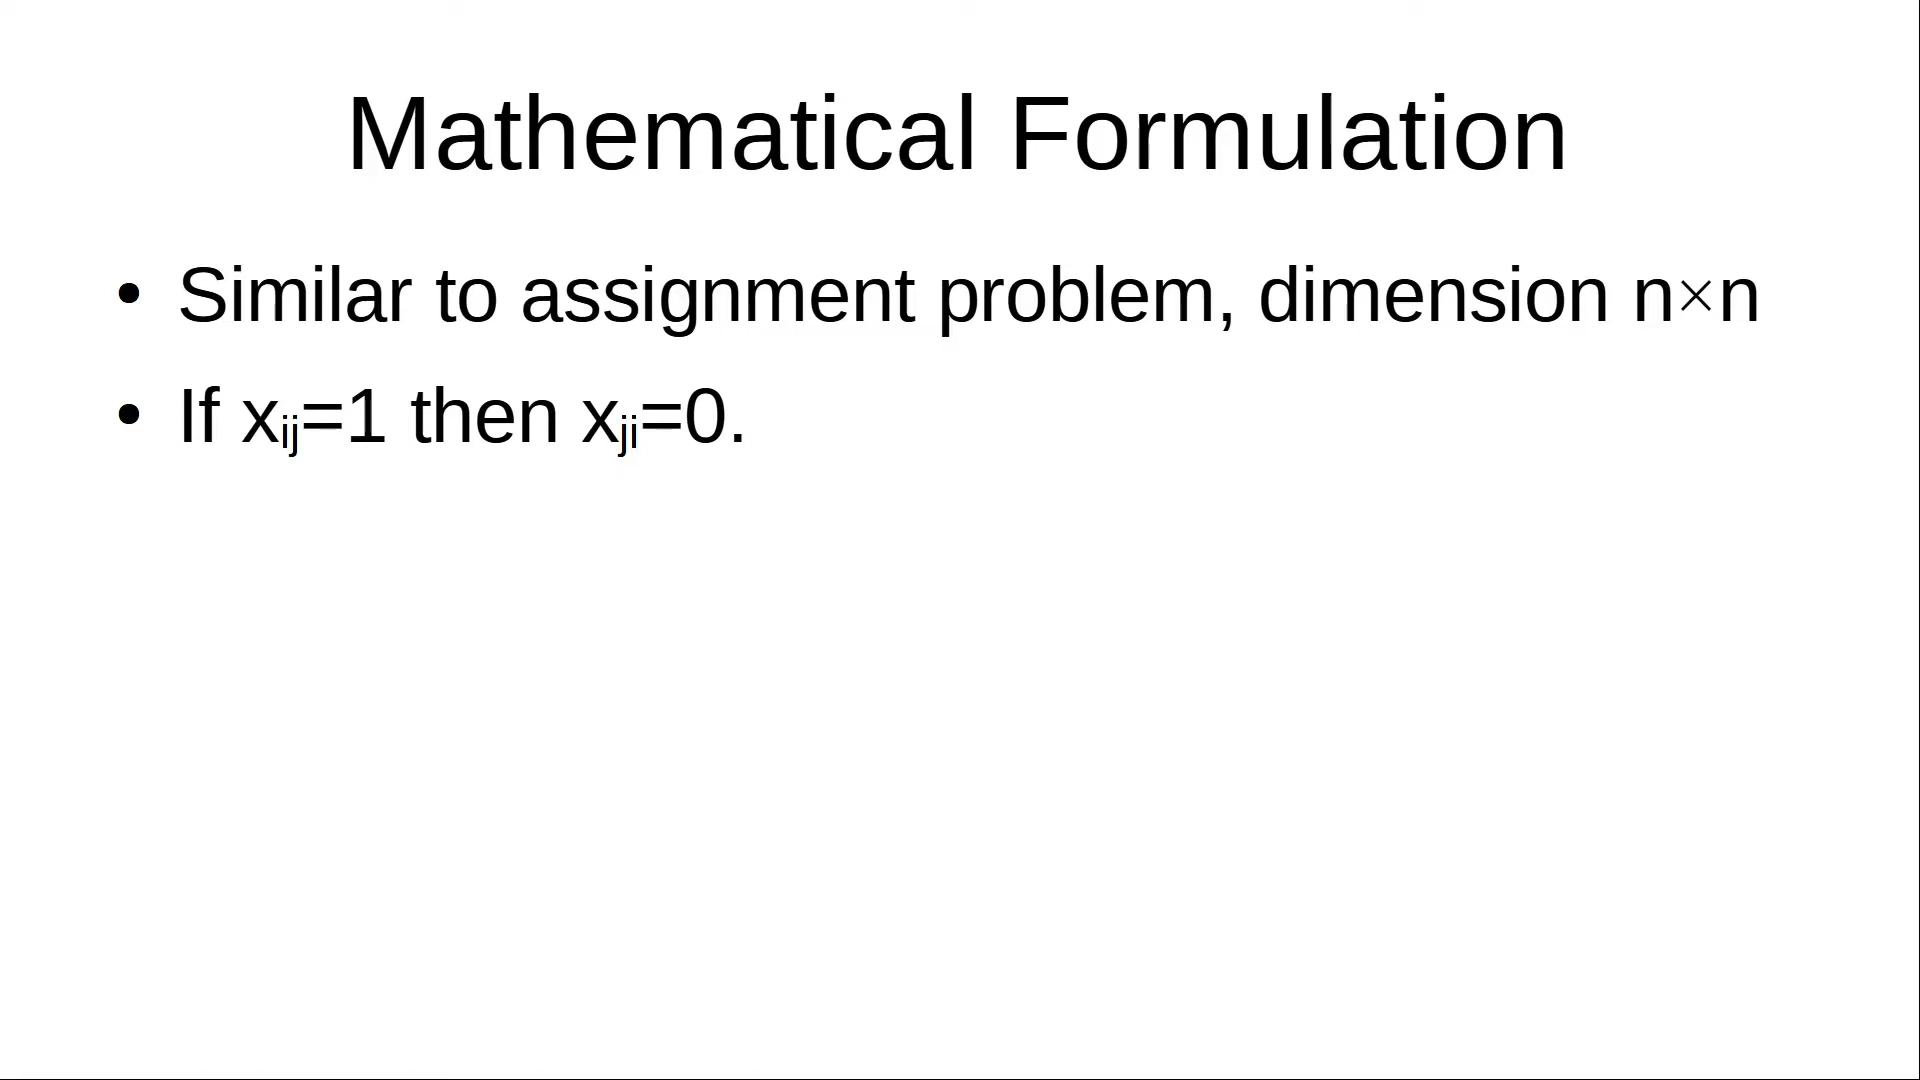 Mathematical Formulation
• Similar to assignment problem, dimension n×n
• If xᵢⱼ=1 then xⱼᵢ=0.